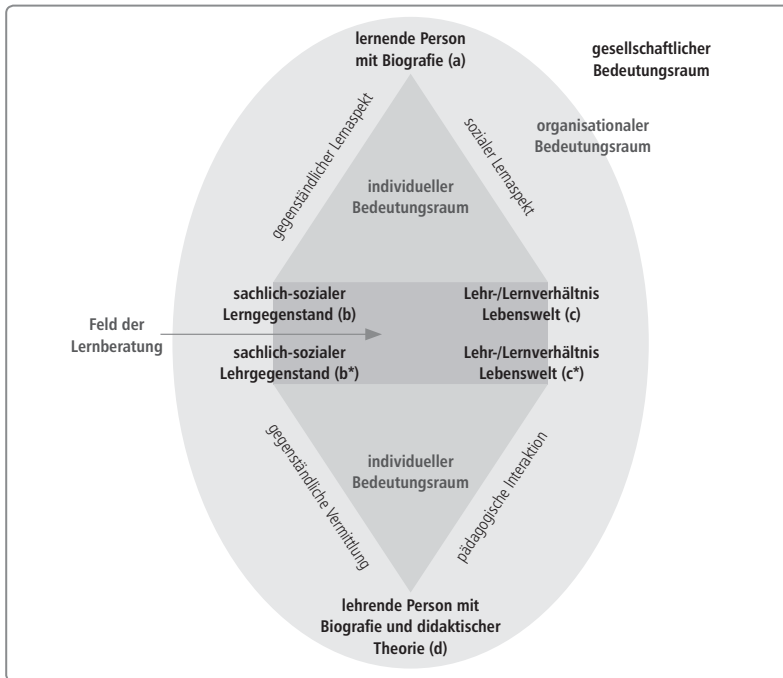 lernende Person
mit Biografie (a)
gesellschaftlicher
Bedeutungsraum
organisationaler
Bedeutungsraum
gegenständlicher Lernaspekt
sozialer Lernaspekt
individueller
Bedeutungsraum
sachlich-sozialer
Lerngegenstand (b)
Lehr-/Lernverhältnis
Lebenswelt (c)
Feld der
Lernberatung
sachlich-sozialer
Lehrgegenstand (b*)
Lehr-/Lernverhältnis
Lebenswelt (c*)
gegenständliche Vermittlung
individueller
Bedeutungsraum
pädagogische Interaktion
lehrende Person mit
Biografie und didaktischer
Theorie (d)